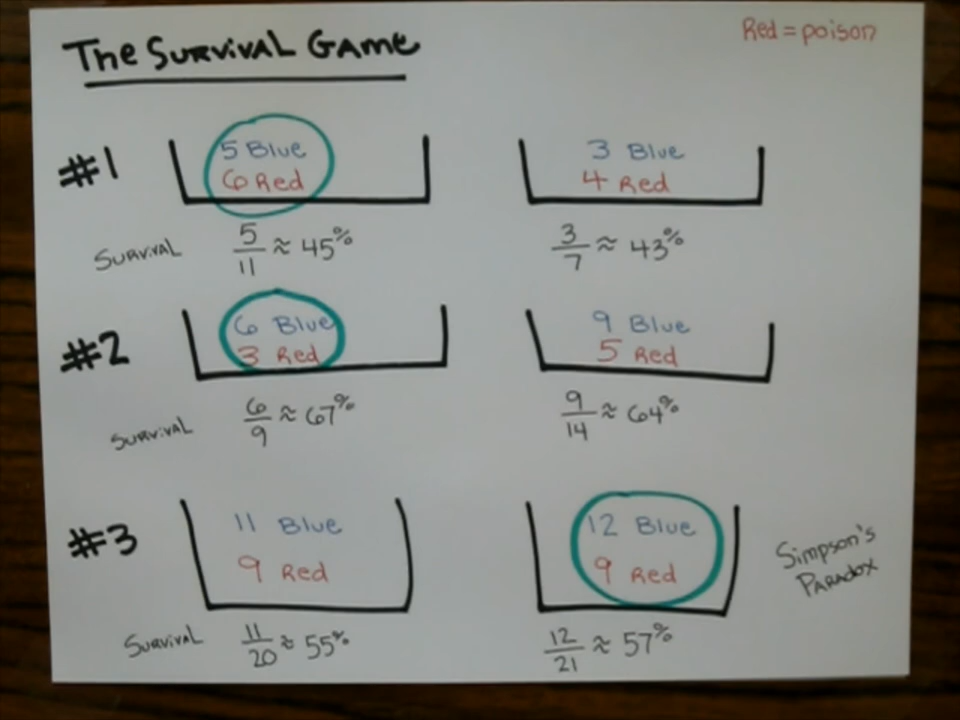 The Survival Game
Red = poison
#1
5 Blue
6 Red
3 Blue
4 Red
Survival
5/11 ≈ 45%
3/7 ≈ 43%
#2
6 Blue
3 Red
9 Blue
5 Red
Survival
6/9 ≈ 67%
9/14 ≈ 64%
#3
11 Blue
9 Red
12 Blue
9 Red
Simpson's
Paradox
Survival
11/20 ≈ 55%
12/21 ≈ 57%